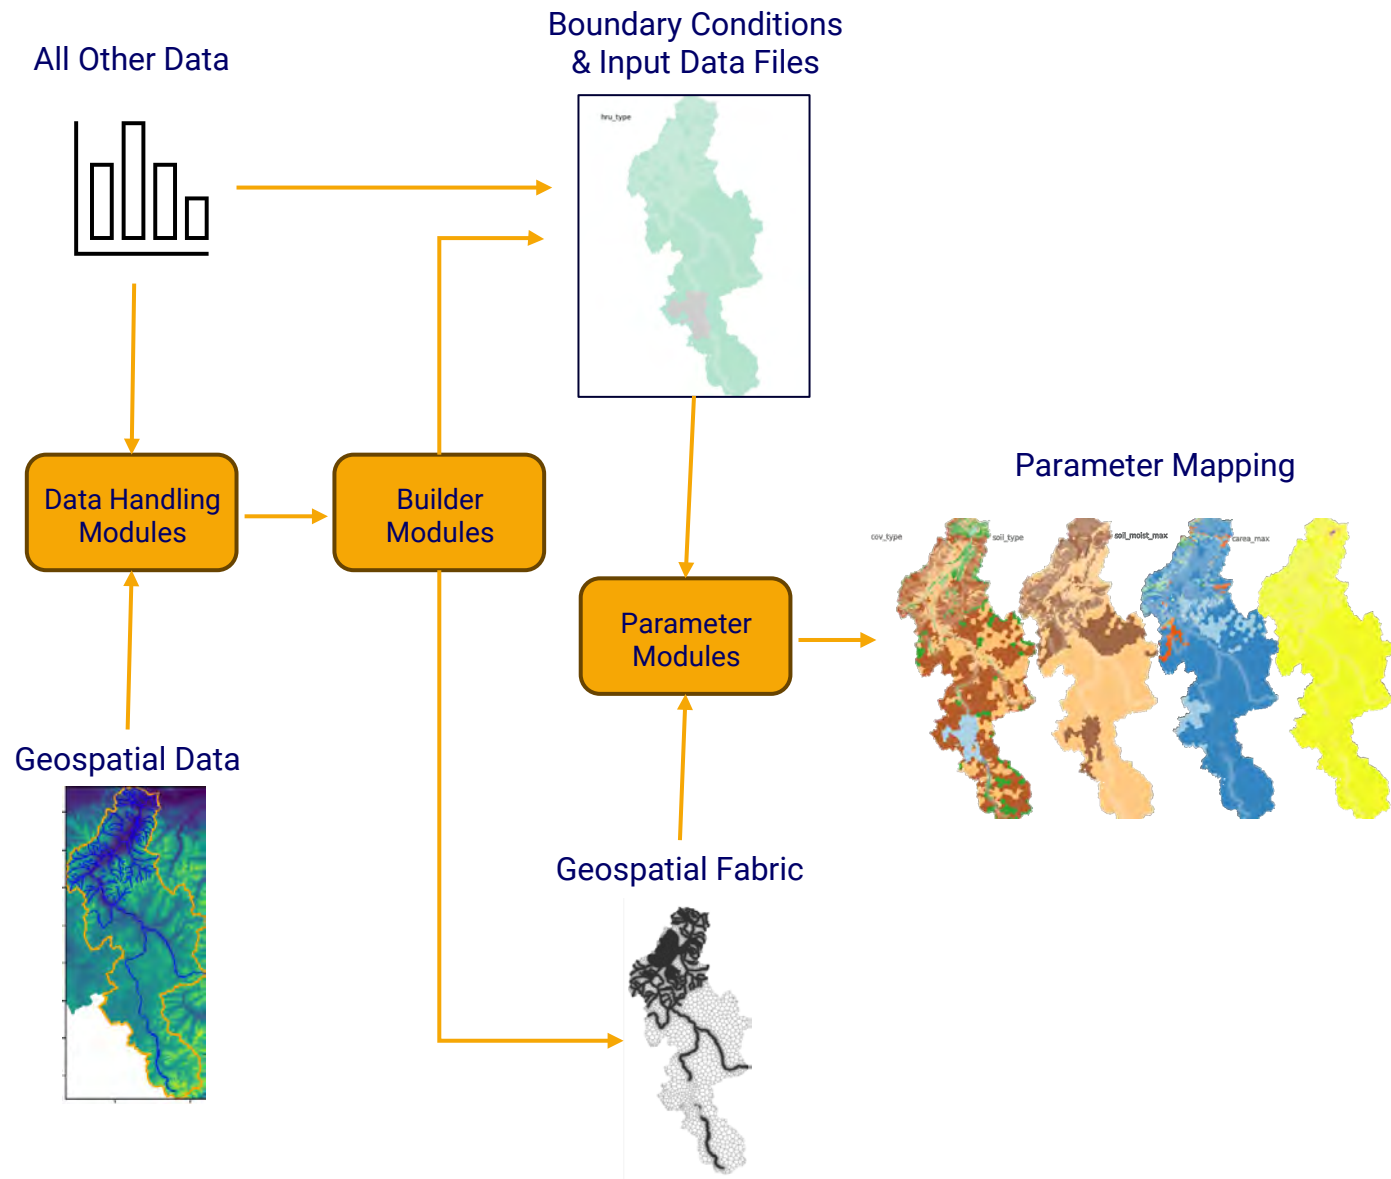 All Other Data
Boundary Conditions
& Input Data Files
hru_type
Data Handling
Modules
Builder
Modules
Parameter Mapping
cov_type
soil_type
soil_moist_max
carea_max
Parameter
Modules
Geospatial Data
Geospatial Fabric